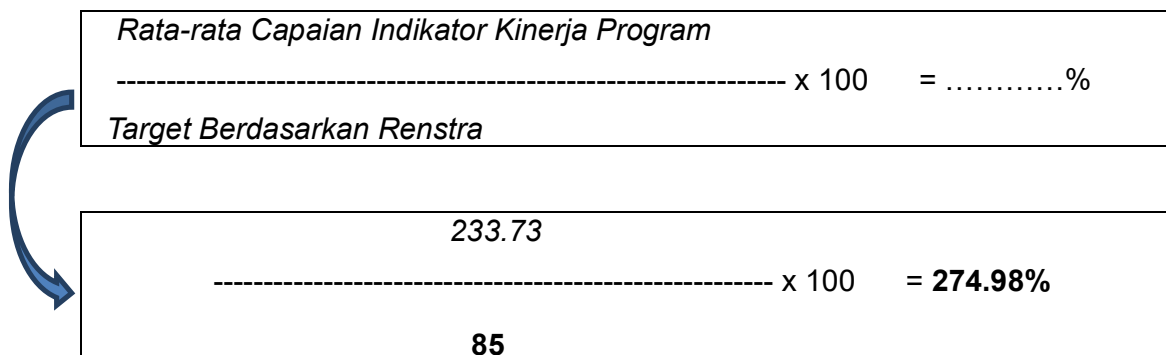 Rata-rata Capaian Indikator Kinerja Program
------------------------------------------------------------------- x 100 = …………%
Target Berdasarkan Renstra
233.73
-------------------------------------------------------- x 100 = 274.98%
85